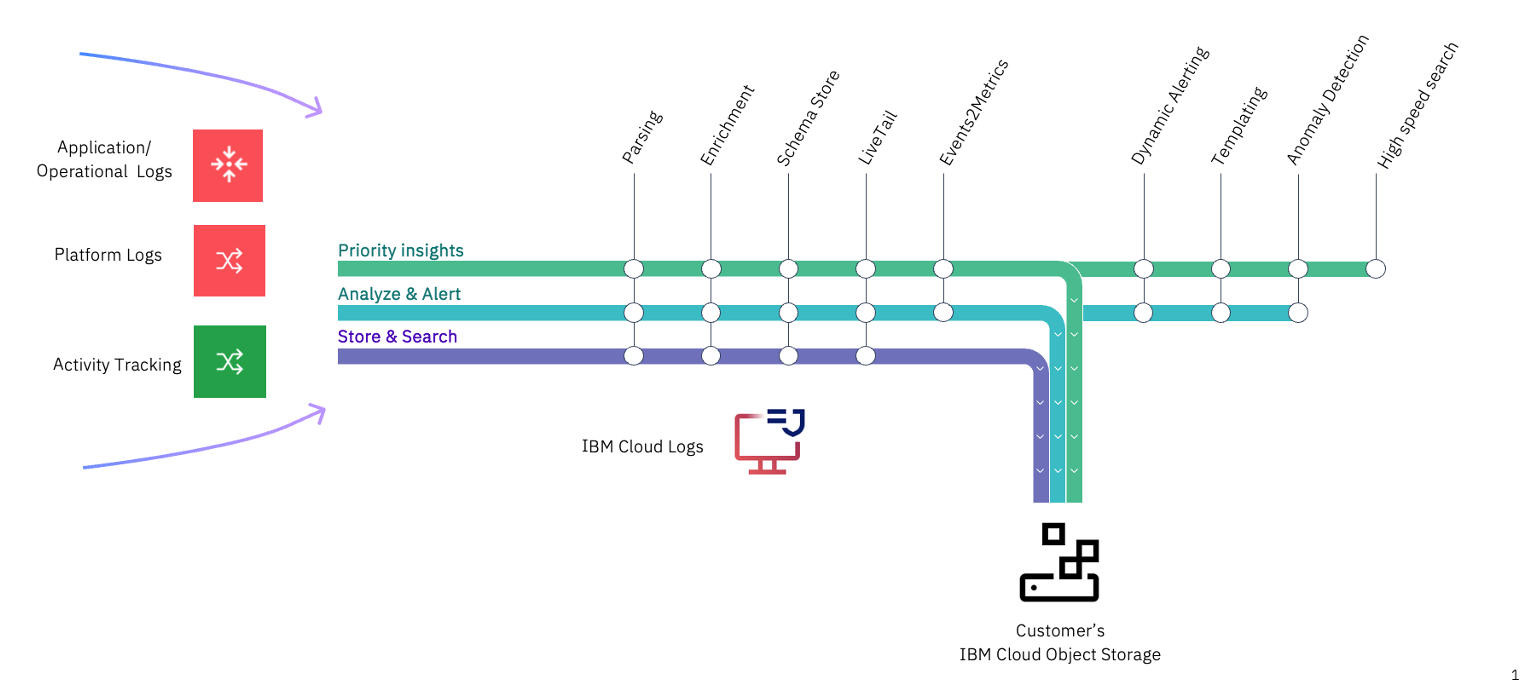 Application/
Operational Logs
Platform Logs
Activity Tracking
Parsing
Enrichment
Schema Store
LiveTail
Events2Metrics
Dynamic Alerting
Templating
Anomaly Detection
High speed search
Priority insights
Analyze & Alert
Store & Search
IBM Cloud Logs
Customer’s
IBM Cloud Object Storage
1